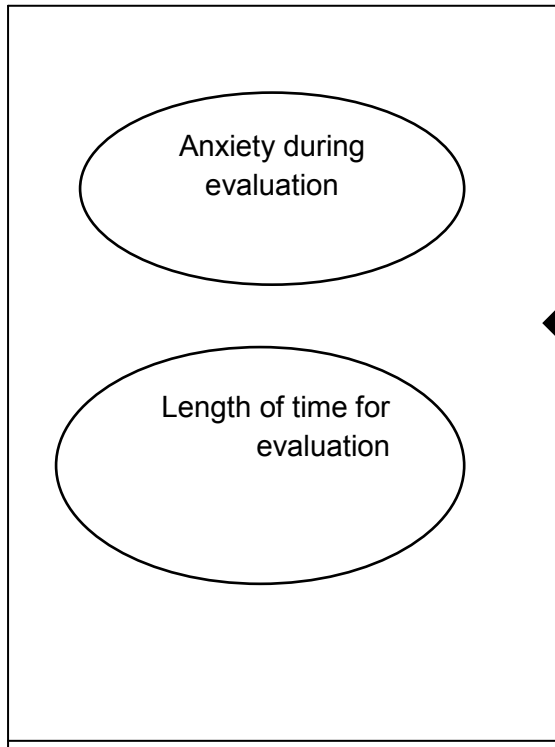 Anxiety during
evaluation
Length of time for
evaluation